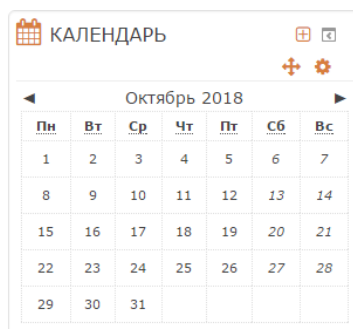 КАЛЕНДАРЬ
◄ Октябрь 2018 ►
Пн Вт Ср Чт Пт Сб Вс
1 2 3 4 5 6 7
8 9 10 11 12 13 14
15 16 17 18 19 20 21
22 23 24 25 26 27 28
29 30 31